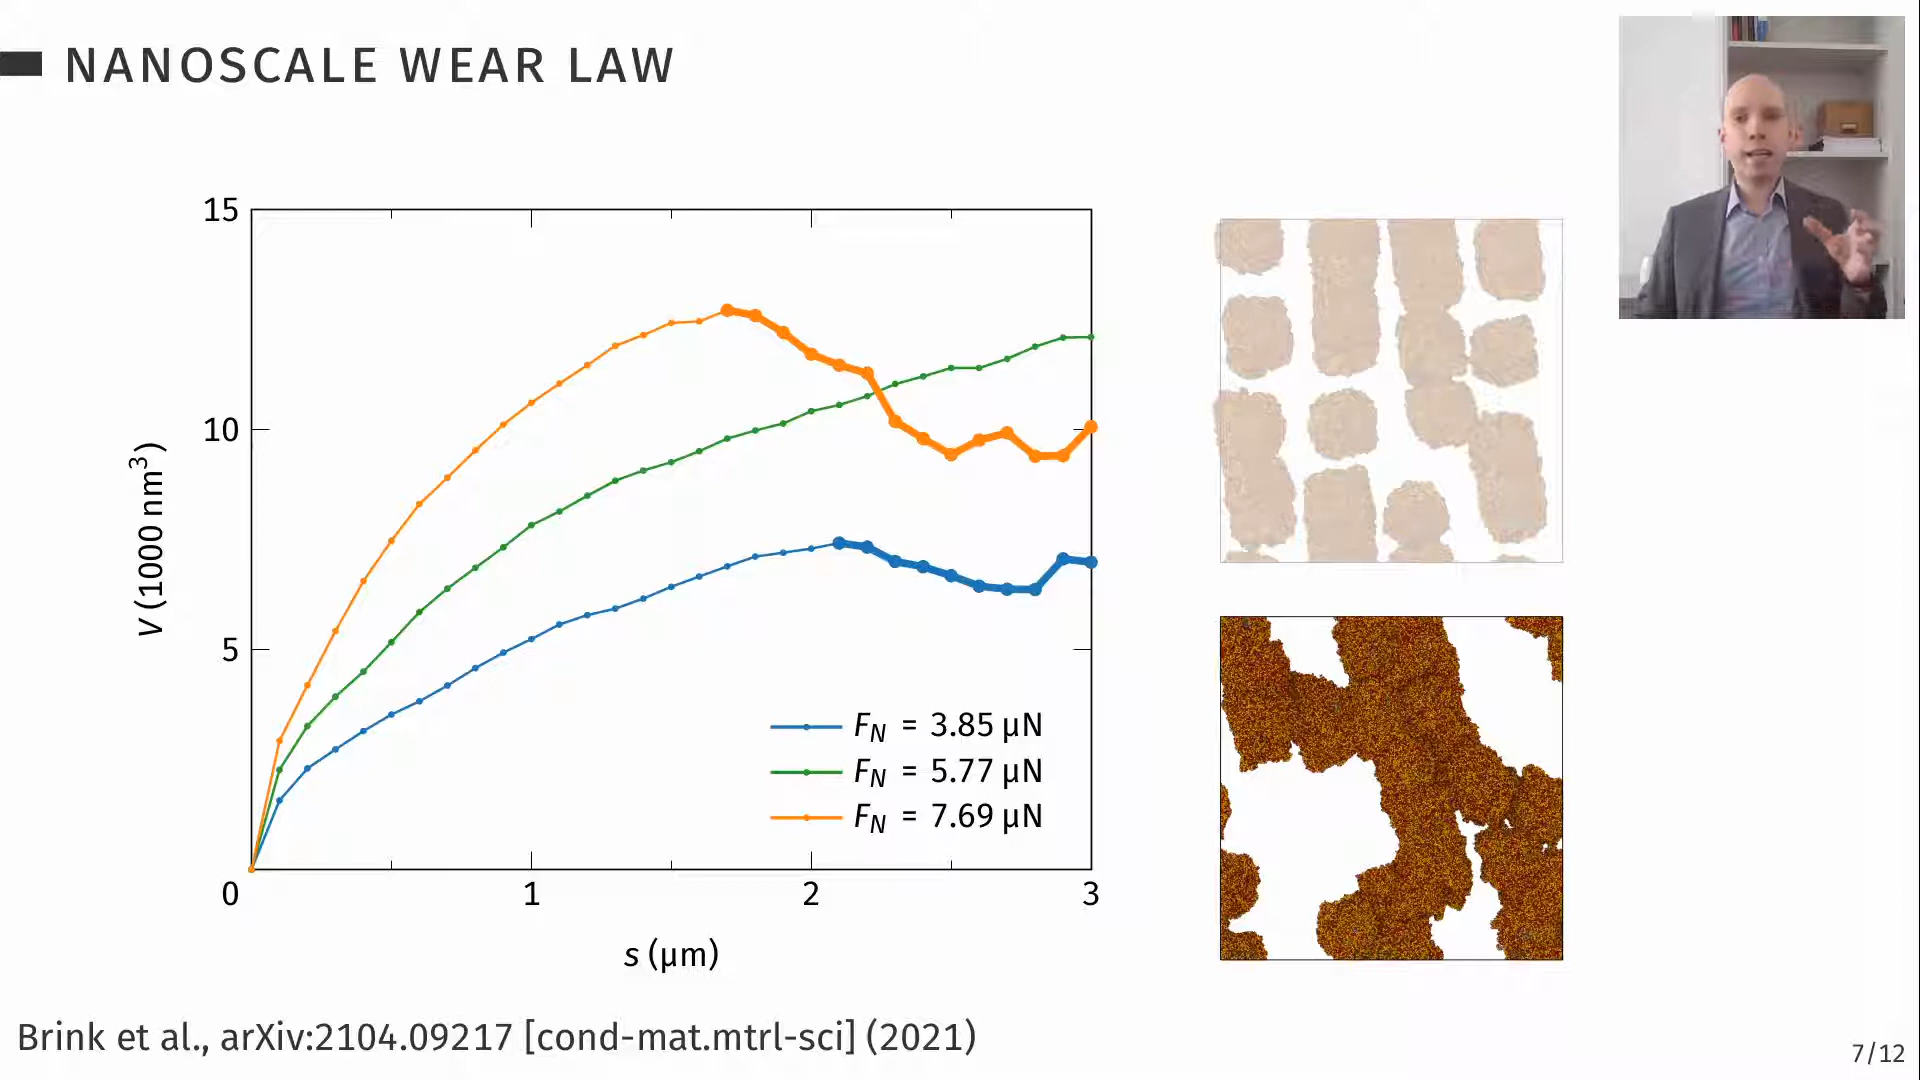 NANOSCALE WEAR LAW
15
10
5
0
1
2
3
V (1000 nm³)
s (μm)
F_N = 3.85 μN
F_N = 5.77 μN
F_N = 7.69 μN
Brink et al., arXiv:2104.09217 [cond-mat.mtrl-sci] (2021)
7/12